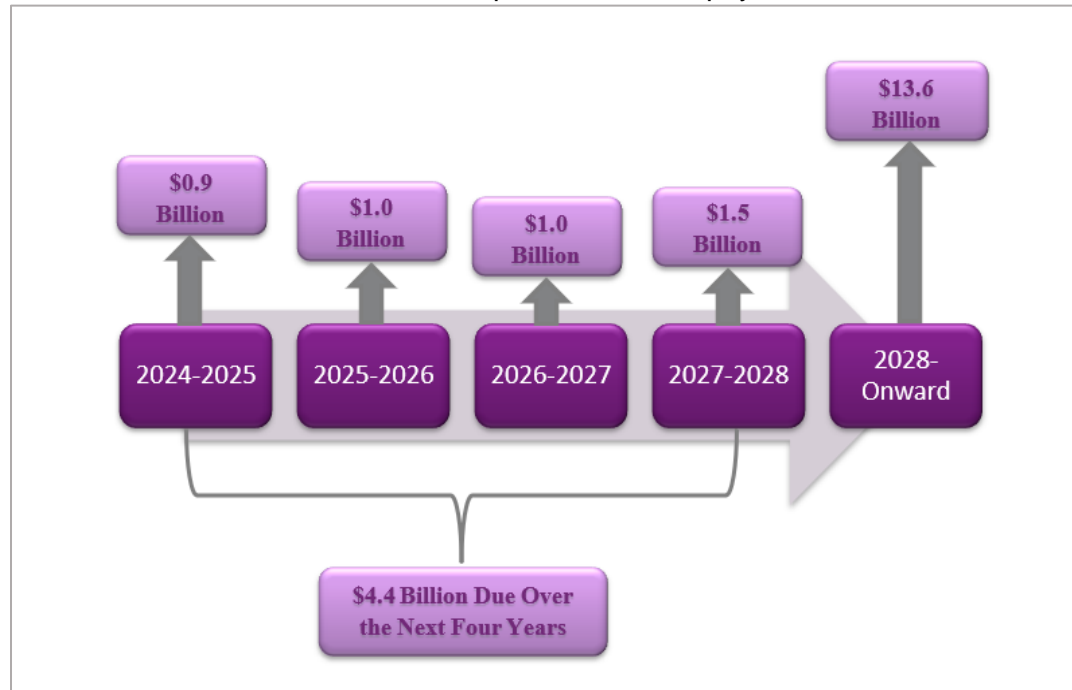 $13.6
Billion
$0.9
Billion
$1.0
Billion
$1.0
Billion
$1.5
Billion
2024-2025
2025-2026
2026-2027
2027-2028
2028-
Onward
$4.4 Billion Due Over
the Next Four Years